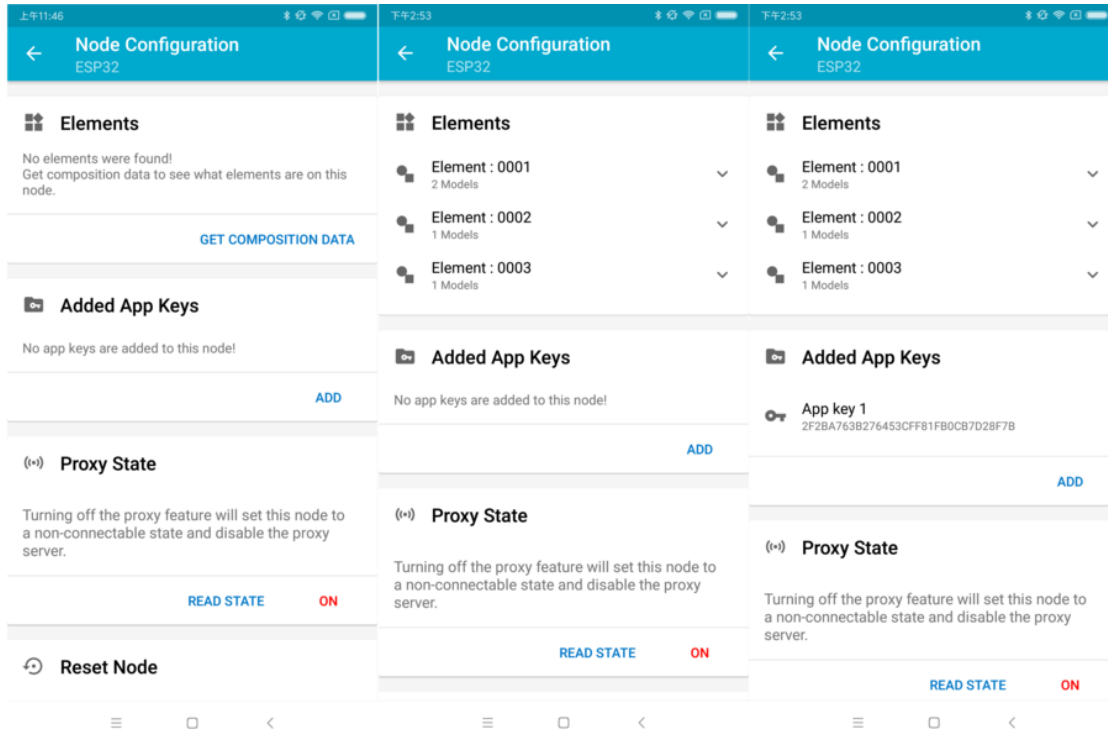 上午11:46
Node Configuration
ESP32
Elements
No elements were found!
Get composition data to see what elements are on this
node.
GET COMPOSITION DATA
Added App Keys
No app keys are added to this node!
ADD
Proxy State
Turning off the proxy feature will set this node to
a non-connectable state and disable the proxy
server.
READ STATE ON
Reset Node
下午2:53
Node Configuration
ESP32
Elements
Element : 0001
2 Models
Element : 0002
1 Models
Element : 0003
1 Models
Added App Keys
No app keys are added to this node!
ADD
Proxy State
Turning off the proxy feature will set this node to
a non-connectable state and disable the proxy
server.
READ STATE ON
下午2:53
Node Configuration
ESP32
Elements
Element : 0001
2 Models
Element : 0002
1 Models
Element : 0003
1 Models
Added App Keys
App key 1
2F2BA763B276453CFF81FB0CB7D28F7B
ADD
Proxy State
Turning off the proxy feature will set this node to
a non-connectable state and disable the proxy
server.
READ STATE ON